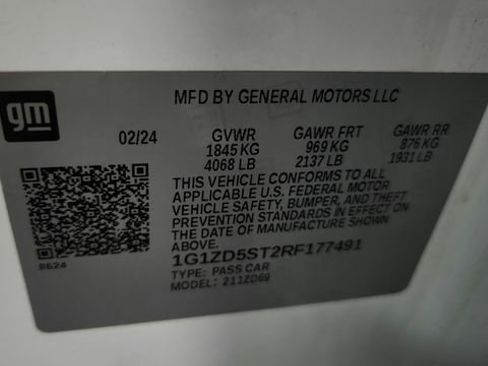 gm
MFD BY GENERAL MOTORS LLC
02/24 GVWR GAWR FRT GAWR RR
1845 KG 969 KG 876 KG
4068 LB 2137 LB 1931 LB
THIS VEHICLE CONFORMS TO ALL
APPLICABLE U.S. FEDERAL MOTOR
VEHICLE SAFETY, BUMPER, AND THEFT
PREVENTION STANDARDS IN EFFECT ON
THE DATE OF MANUFACTURE SHOWN
ABOVE.
1G1ZD5ST2RF177491
B624
TYPE: PASS CAR
MODEL: 211ZD69